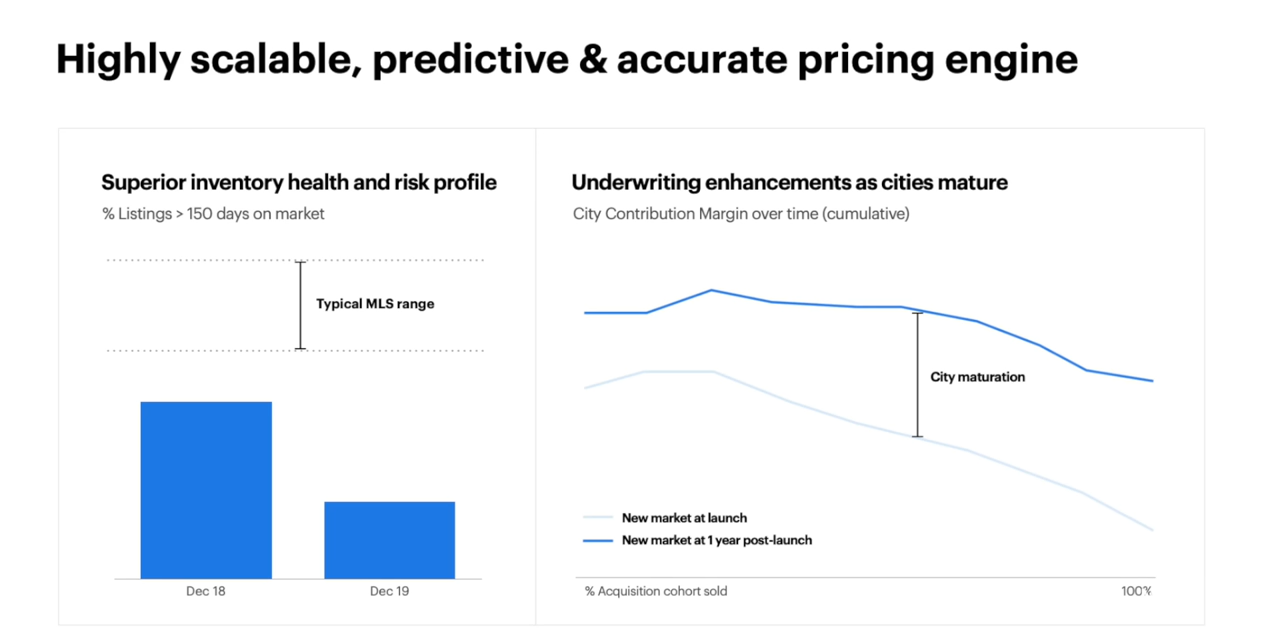 Highly scalable, predictive & accurate pricing engine
Superior inventory health and risk profile
% Listings > 150 days on market
Typical MLS range
Dec 18
Dec 19
Underwriting enhancements as cities mature
City Contribution Margin over time (cumulative)
City maturation
New market at launch
New market at 1 year post-launch
% Acquisition cohort sold
100%